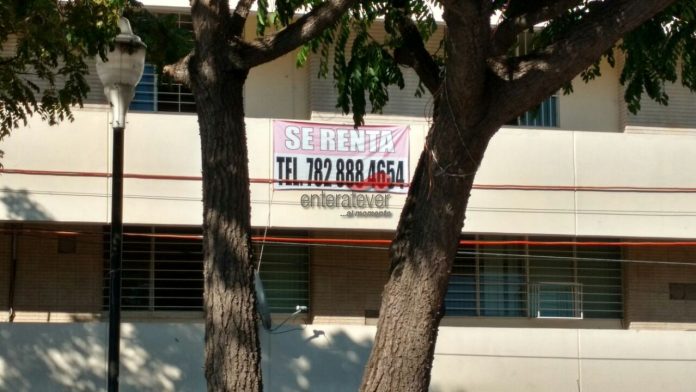 SE RENTA
TEL. 782 888 4654
enteratever
...al momento